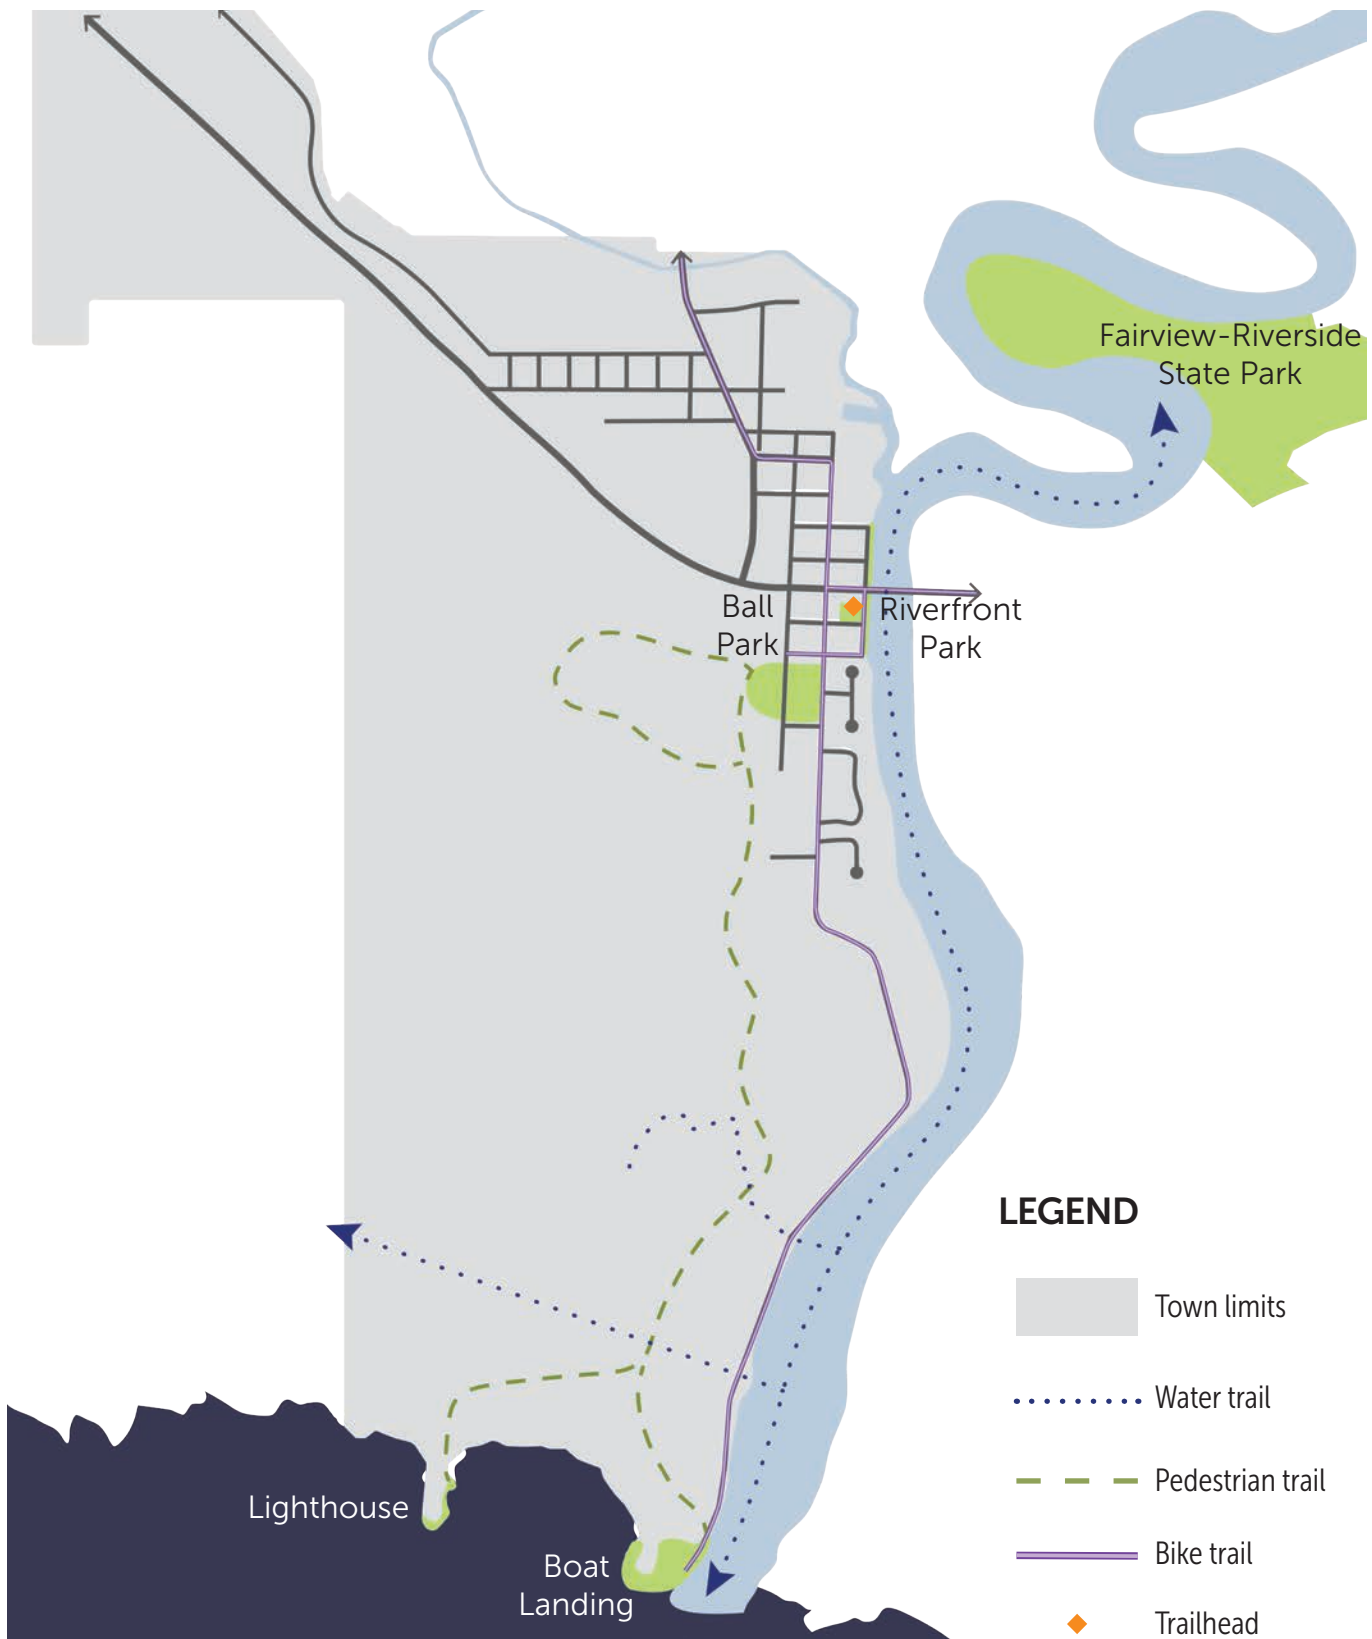 Fairview-Riverside
State Park
Ball
Park
Riverfront
Park
LEGEND
Town limits
Water trail
Pedestrian trail
Bike trail
Trailhead
Lighthouse
Boat
Landing